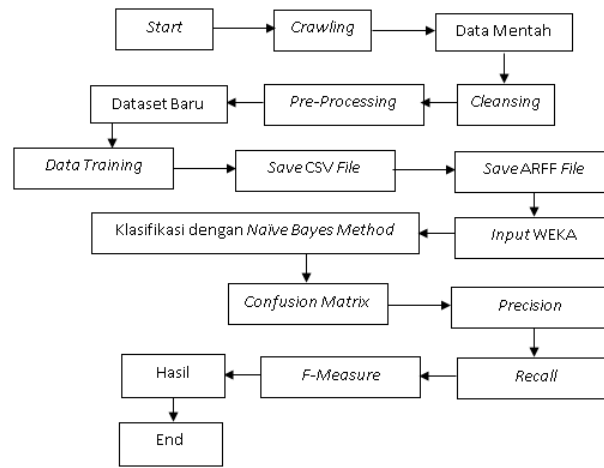 Start
Crawling
Data Mentah
Cleansing
Pre-Processing
Dataset Baru
Data Training
Save CSV File
Save ARFF File
Input WEKA
Klasifikasi dengan Naïve Bayes Method
Confusion Matrix
Precision
Recall
F-Measure
Hasil
End